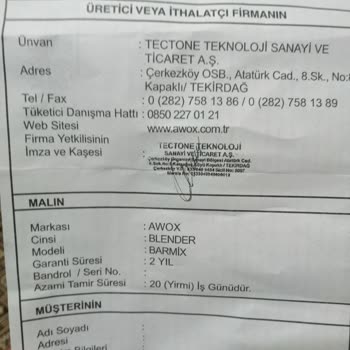 ÜRETİCİ VEYA İTHALATÇI FİRMANIN
Ünvan : TECTONE TEKNOLOJİ SANAYİ VE
TİCARET A.Ş.
Adres : Çerkezköy OSB., Atatürk Cad., 8.Sk., No:
Kapaklı/ TEKİRDAĞ
Tel / Fax : 0 (282) 758 13 86 / 0 (282) 758 13 89
Tüketici Danışma Hattı : 0850 227 01 21
Web Sitesi www.awox.com.tr
Firma Yetkilisinin
İmza ve Kaşesi :
TECTONE TEKNOLOJİ
SANAYİ VE TİCARET A.Ş.
MALIN
Markası : AWOX
Cinsi : BLENDER
Modeli : BARMİX
Garanti Süresi : 2 YIL
Bandrol / Seri No. :
Azami Tamir Süresi : 20 (Yirmi) İş Günüdür.
MÜŞTERİNİN
Adı Soyadı :
Adresi :